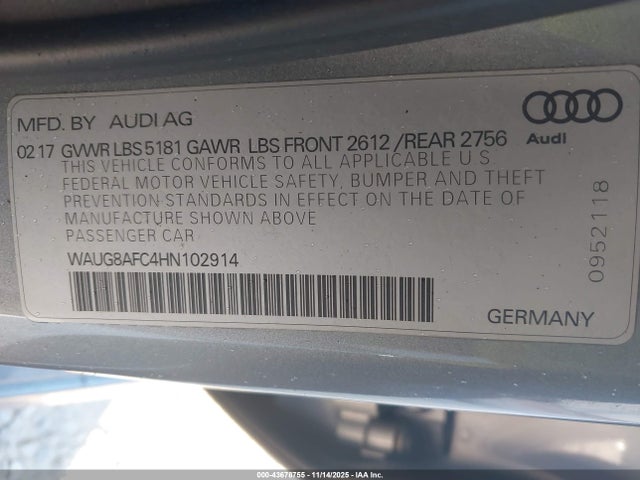 MFD. BY AUDI AG
02 17 GVWR LBS 5181 GAWR LBS FRONT 2612 /REAR 2756
THIS VEHICLE CONFORMS TO ALL APPLICABLE U S
FEDERAL MOTOR VEHICLE SAFETY, BUMPER AND THEFT
PREVENTION STANDARDS IN EFFECT ON THE DATE OF
MANUFACTURE SHOWN ABOVE
PASSENGER CAR
WAUG8AFC4HN102914
Audi
0952118
GERMANY
000-43678755 - 11/14/2025 - IAA Inc.